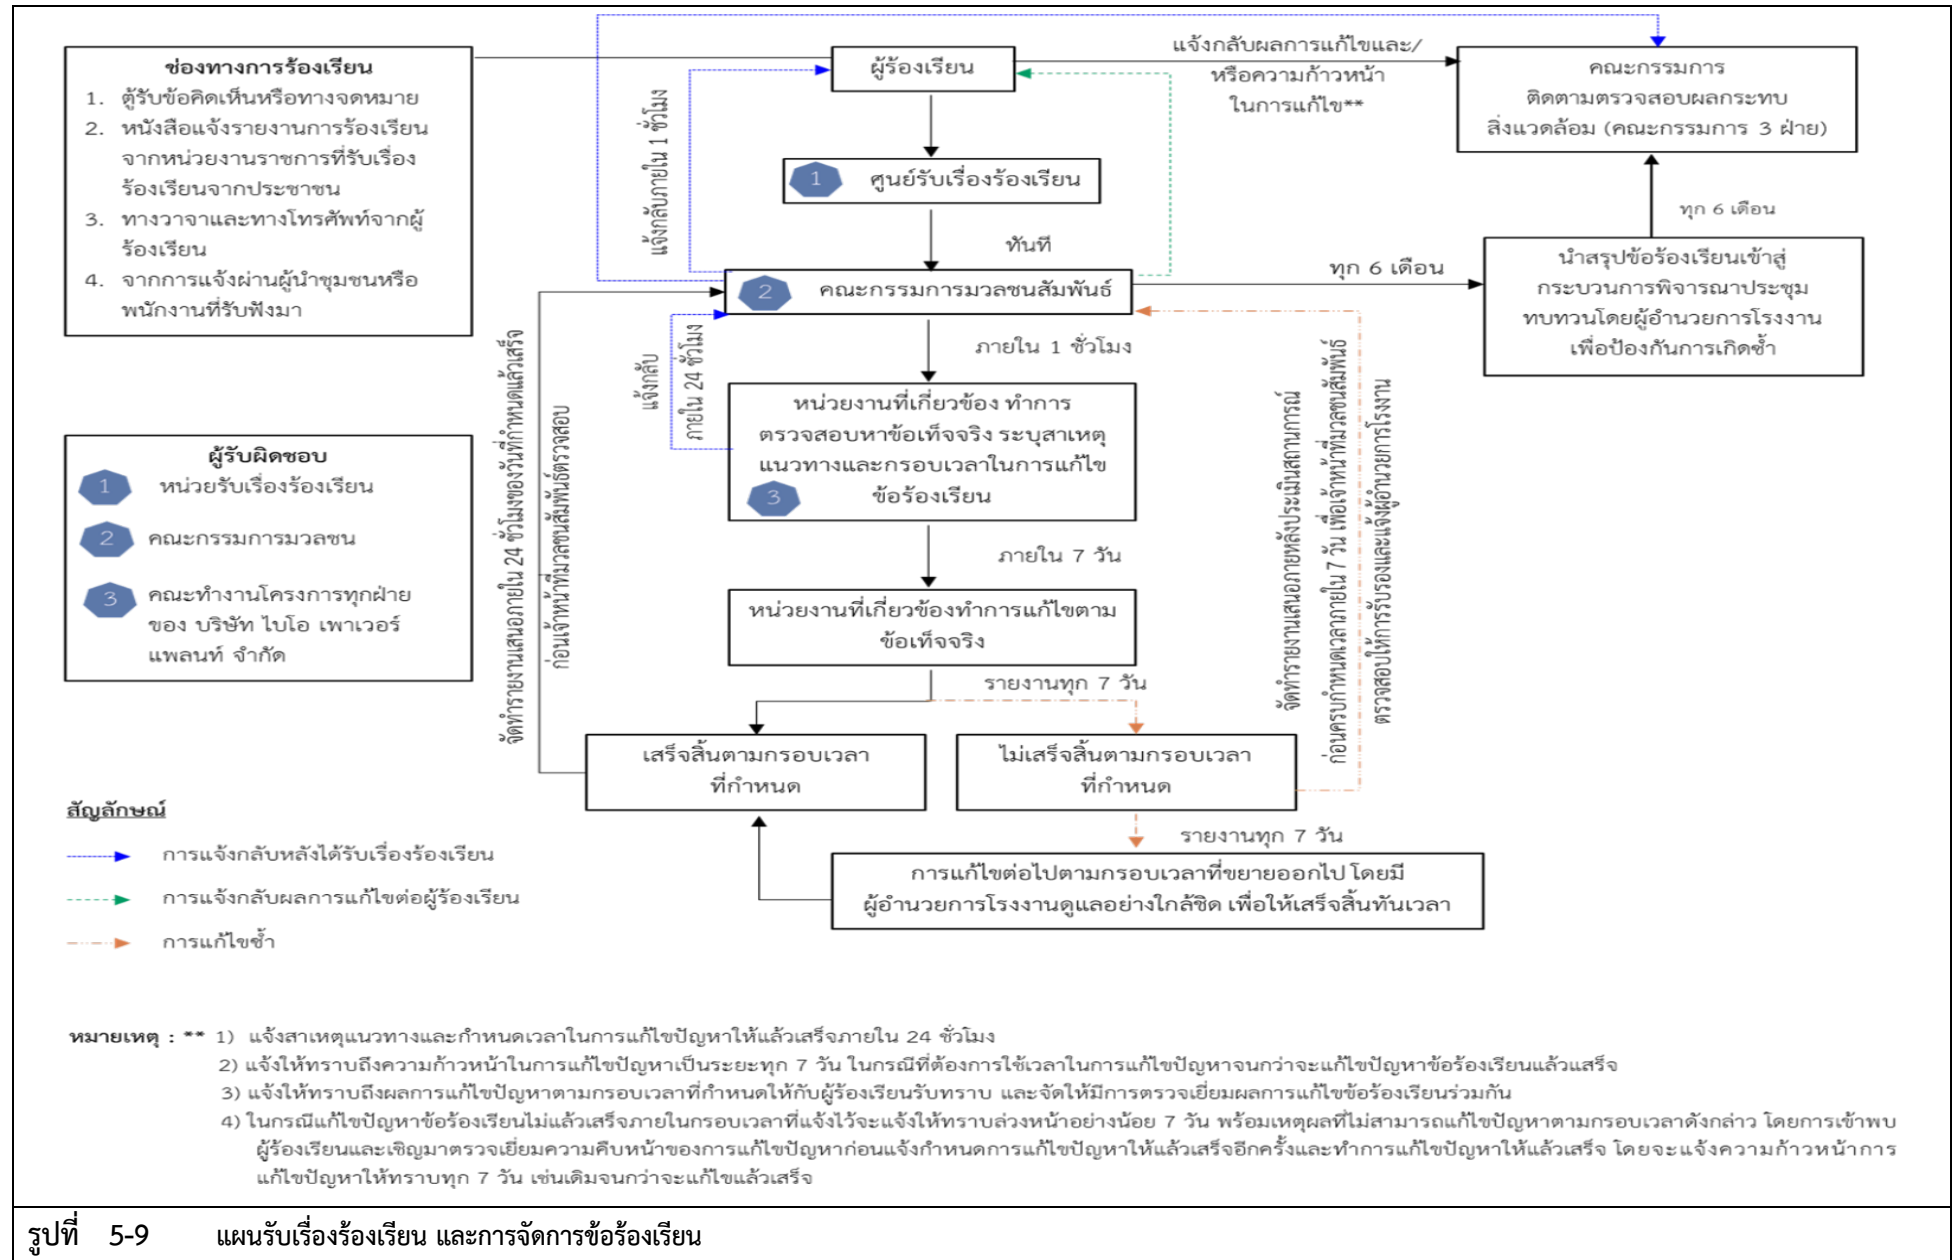 ช่องทางการร้องเรียน
1. ตู้รับข้อคิดเห็นหรือทางจดหมาย
2. หนังสือแจ้งรายงานการร้องเรียน
จากหน่วยงานราชการที่รับเรื่อง
ร้องเรียนจากประชาชน
3. ทางวาจาและทางโทรศัพท์จากผู้
ร้องเรียน
4. จากการแจ้งผ่านผู้นำชุมชนหรือ
พนักงานที่รับฟังมา
ผู้รับผิดชอบ
1 หน่วยรับเรื่องร้องเรียน
2 คณะกรรมการมวลชน
3 คณะทำงานโครงการทุกฝ่าย
ของ บริษัท ไบโอ เพาเวอร์
แพลนท์ จำกัด
ผู้ร้องเรียน
แจ้งกลับผลการแก้ไขและ/
หรือความก้าวหน้า
ในการแก้ไข**
คณะกรรมการ
ติดตามตรวจสอบผลกระทบ
สิ่งแวดล้อม (คณะกรรมการ 3 ฝ่าย)
แจ้งกลับภายใน 1 ชั่วโมง
1 ศูนย์รับเรื่องร้องเรียน
ทันที
2 คณะกรรมการมวลชนสัมพันธ์
ทุก 6 เดือน
ทุก 6 เดือน
นำสรุปข้อร้องเรียนเข้าสู่
กระบวนการพิจารณาประชุม
ทบทวนโดยผู้อำนวยการโรงงาน
เพื่อป้องกันการเกิดซ้ำ
ภายใน 1 ชั่วโมง
แจ้งกลับ
ภายใน 24 ชั่วโมง
หน่วยงานที่เกี่ยวข้อง ทำการ
ตรวจสอบหาข้อเท็จจริง ระบุสาเหตุ
แนวทางและกรอบเวลาในการแก้ไข
3 ข้อร้องเรียน
ภายใน 7 วัน
หน่วยงานที่เกี่ยวข้องทำการแก้ไขตาม
ข้อเท็จจริง
รายงานทุก 7 วัน
จัดทำรายงานเสนอภายใน 24 ชั่วโมงของวันที่กำหนดแล้วเสร็จ
ก่อนเจ้าหน้าที่มวลชนสัมพันธ์ตรวจสอบ
จัดทำรายงานเสนอภายหลังประเมินสถานการณ์
ก่อนครบกำหนดเวลาภายใน 7 วัน เพื่อเจ้าหน้าที่มวลชนสัมพันธ์
ตรวจสอบให้การรับรองและแจ้งผู้อำนวยการโรงงาน
เสร็จสิ้นตามกรอบเวลา
ที่กำหนด
ไม่เสร็จสิ้นตามกรอบเวลา
ที่กำหนด
รายงานทุก 7 วัน
การแก้ไขต่อไปตามกรอบเวลาที่ขยายออกไป โดยมี
ผู้อำนวยการโรงงานดูแลอย่างใกล้ชิด เพื่อให้เสร็จสิ้นทันเวลา
สัญลักษณ์
การแจ้งกลับหลังได้รับเรื่องร้องเรียน
การแจ้งกลับผลการแก้ไขต่อผู้ร้องเรียน
การแก้ไขซ้ำ
หมายเหตุ : ** 1) แจ้งสาเหตุแนวทางและกำหนดเวลาในการแก้ไขปัญหาให้แล้วเสร็จภายใน 24 ชั่วโมง
2) แจ้งให้ทราบถึงความก้าวหน้าในการแก้ไขปัญหาเป็นระยะทุก 7 วัน ในกรณีที่ต้องการใช้เวลาในการแก้ไขปัญหาจนกว่าจะแก้ไขปัญหาข้อร้องเรียนแล้วแสร็จ
3) แจ้งให้ทราบถึงผลการแก้ไขปัญหาตามกรอบเวลาที่กำหนดให้กับผู้ร้องเรียนรับทราบ และจัดให้มีการตรวจเยี่ยมผลการแก้ไขข้อร้องเรียนร่วมกัน
4) ในกรณีแก้ไขปัญหาข้อร้องเรียนไม่แล้วเสร็จภายในกรอบเวลาที่แจ้งไว้จะแจ้งให้ทราบล่วงหน้าอย่างน้อย 7 วัน พร้อมเหตุผลที่ไม่สามารถแก้ไขปัญหาตามกรอบเวลาดังกล่าว โดยการเข้าพบ
ผู้ร้องเรียนและเชิญมาตรวจเยี่ยมความคืบหน้าของการแก้ไขปัญหาก่อนแจ้งกำหนดการแก้ไขปัญหาให้แล้วเสร็จอีกครั้งและทำการแก้ไขปัญหาให้แล้วเสร็จ โดยจะแจ้งความก้าวหน้าการ
แก้ไขปัญหาให้ทราบทุก 7 วัน เช่นเดิมจนกว่าจะแก้ไขแล้วเสร็จ
รูปที่ 5-9 แผนรับเรื่องร้องเรียน และการจัดการข้อร้องเรียน